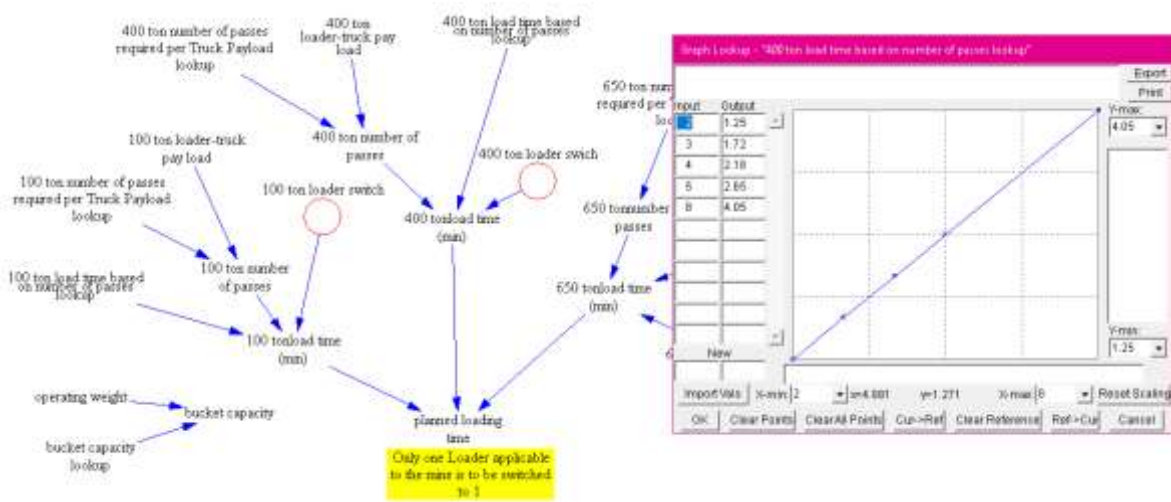 400 ton number of passes
required per Truck Payload
lookup
400 ton
loader-truck pay
load
400 ton load time based
on number of passes
lookup
400 ton number of
passes
400 ton loader swich
100 ton loader-truck
pay load
100 ton number of passes
required per Truck Payload
lookup
100 ton loader switch
400 tonload time
(min)
100 ton number
of passes
100 ton load time based
on number of passes
lookup
100 tonload time
(min)
650 ton
required per
650 tonnumber
passes
650 tonload time
(min)
operating weight
bucket capacity
bucket capacity
lookup
planned loading
time
Only one Loader applicable
to the mine is to be switched
to 1
Graph Lookup - "400 ton load time based on number of passes lookup"
Export
Print
Input Output
2 1.25
3 1.72
4 2.18
2.85
8 4.05
New
Y-max:
4.05
Y-min:
1.25
Import Vals X-min: 2 x=4.881 y=1.271 X-max: 8 Reset Scaling
OK Clear Points Clear All Points Cur->Ref Clear Reference Ref->Cur Cancel